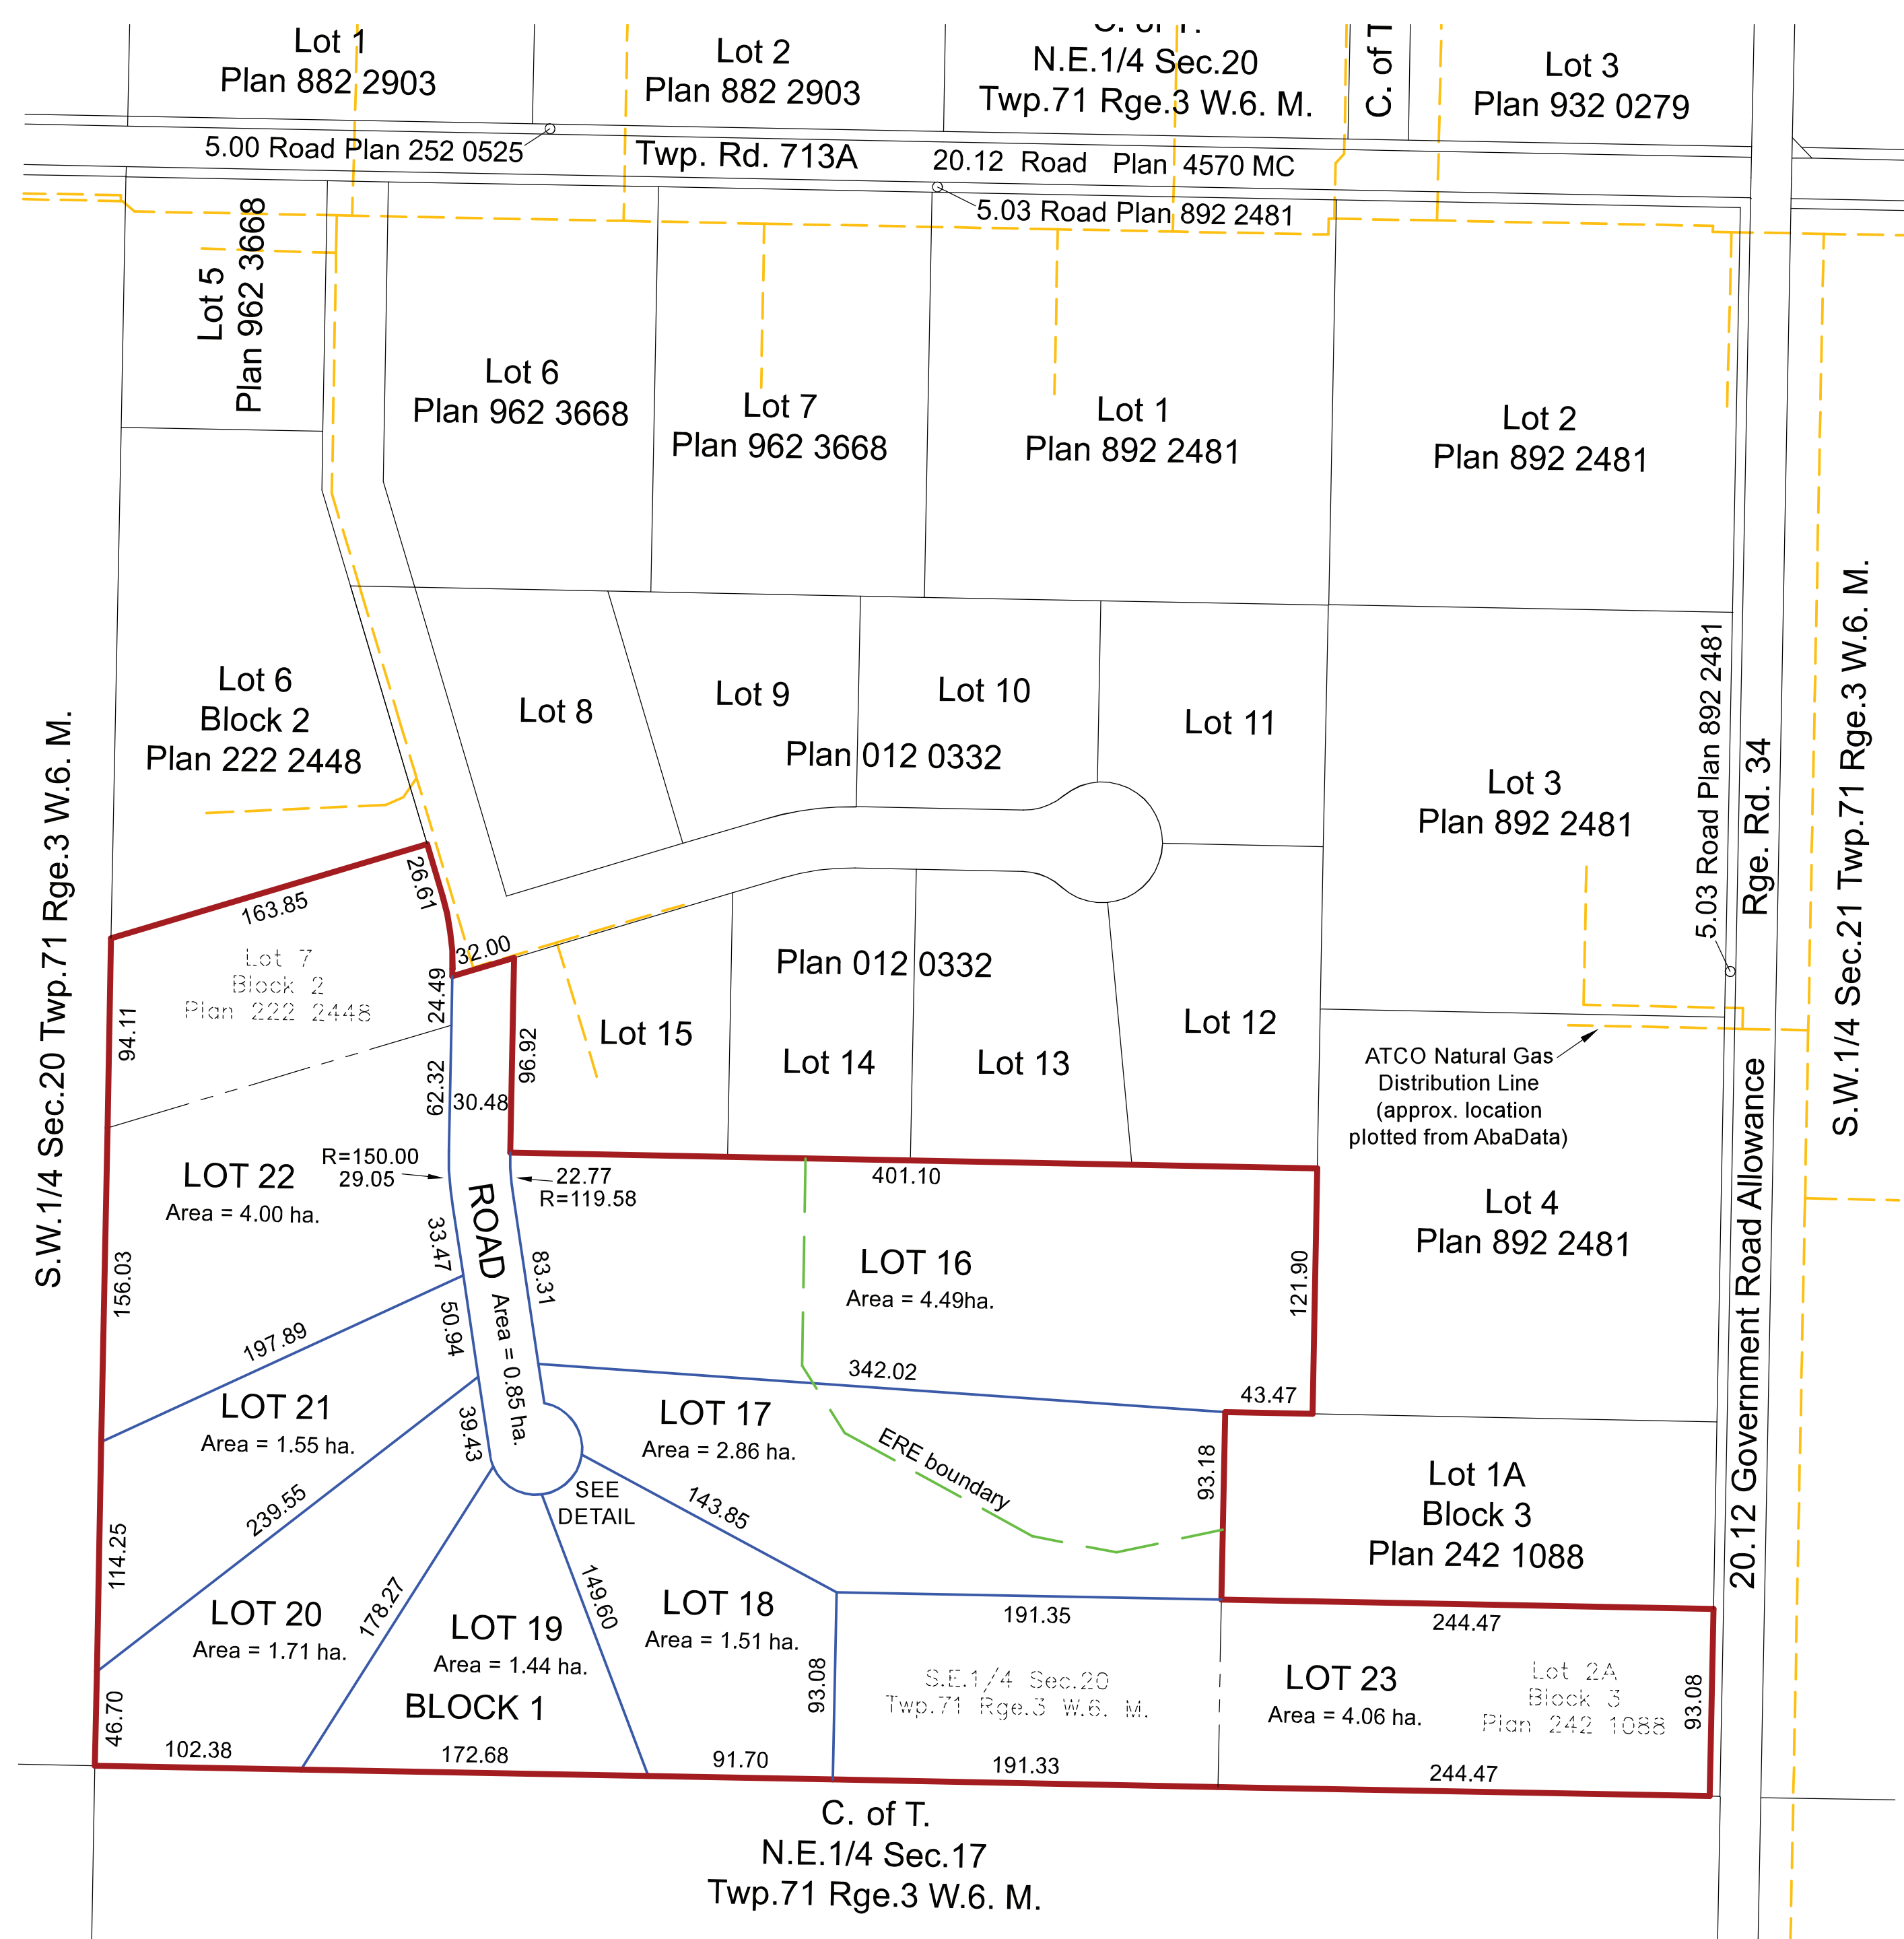 Lot 1
Plan 882 2903
Lot 2
Plan 882 2903
C. of T.
N.E.1/4 Sec.20
Twp.71 Rge.3 W.6. M.
C. of T
Lot 3
Plan 932 0279
5.00 Road Plan 252 0525
Twp. Rd. 713A
20.12 Road Plan 4570 MC
5.03 Road Plan 892 2481
Lot 5
Plan 962 3668
Lot 6
Plan 962 3668
Lot 7
Plan 962 3668
Lot 1
Plan 892 2481
Lot 2
Plan 892 2481
Lot 6
Block 2
Plan 222 2448
Lot 8
Lot 9
Lot 10
Lot 11
Plan 012 0332
Lot 3
Plan 892 2481
5.03 Road Plan 892 2481
Rge. Rd. 34
20.12 Government Road Allowance
S.W.1/4 Sec.21 Twp.71 Rge.3 W.6. M.
S.W.1/4 Sec.20 Twp.71 Rge.3 W.6. M.
163.85
26.61
32.00
Lot 7
Block 2
Plan 222 2448
24.49
94.11
62.32
30.48
96.92
Plan 012 0332
Lot 15
Lot 14
Lot 13
Lot 12
ATCO Natural Gas
Distribution Line
(approx. location
plotted from AbaData)
LOT 22
Area = 4.00 ha.
R=150.00
29.05
22.77
R=119.58
401.10
Lot 4
Plan 892 2481
156.03
33.47
ROAD
Area = 0.85 ha.
83.31
LOT 16
Area = 4.49ha.
121.90
197.89
50.94
342.02
43.47
LOT 21
Area = 1.55 ha.
39.43
LOT 17
Area = 2.86 ha.
ERE boundary
93.18
Lot 1A
Block 3
Plan 242 1088
239.55
SEE
DETAIL
143.85
114.25
178.27
149.60
LOT 20
Area = 1.71 ha.
LOT 19
Area = 1.44 ha.
BLOCK 1
LOT 18
Area = 1.51 ha.
191.35
244.47
93.08
S.E.1/4 Sec.20
Twp.71 Rge.3 W.6. M.
LOT 23
Area = 4.06 ha.
Lot 2A
Block 3
Plan 242 1088
93.08
46.70
102.38
172.68
91.70
191.33
244.47
C. of T.
N.E.1/4 Sec.17
Twp.71 Rge.3 W.6. M.